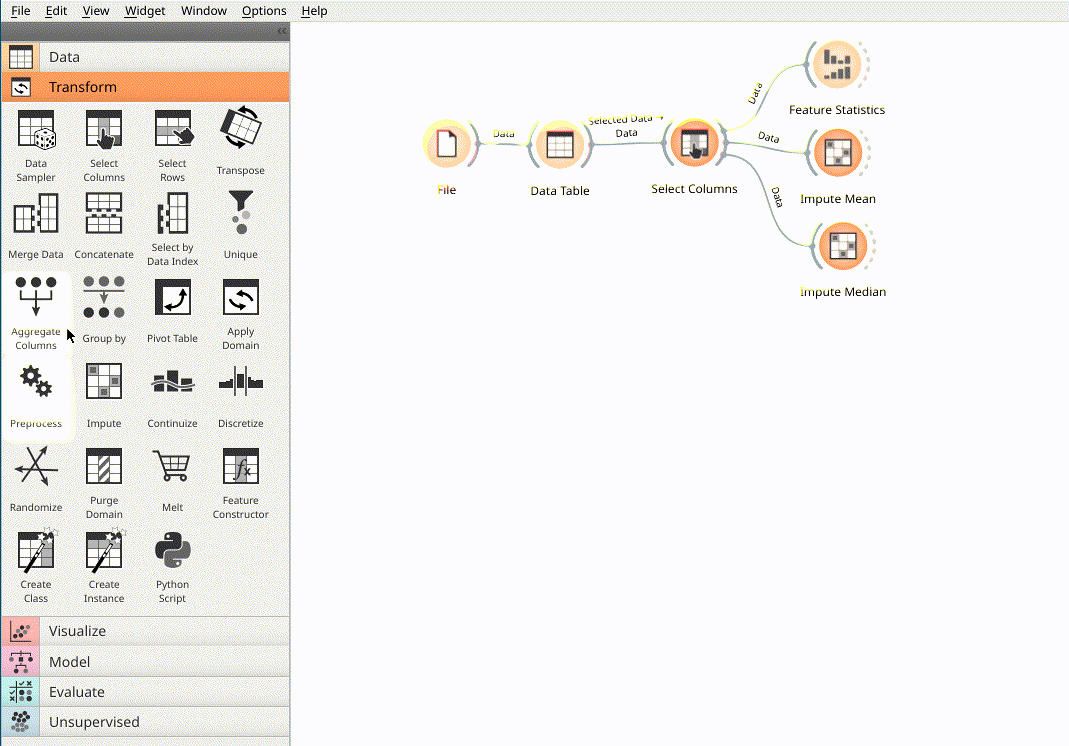 File Edit View Widget Window Options Help
Data
Transform
Data Sampler
Select Columns
Select Rows
Transpose
Merge Data
Concatenate
Select by Data Index
Unique
Aggregate Columns
Group by
Pivot Table
Apply Domain
Preprocess
Impute
Continuize
Discretize
Randomize
Purge Domain
Melt
Feature Constructor
Create Class
Create Instance
Python Script
Visualize
Model
Evaluate
Unsupervised
File
Data
Data Table
Selected Data →
Data
Select Columns
Data
Feature Statistics
Data
Impute Mean
Data
Impute Median